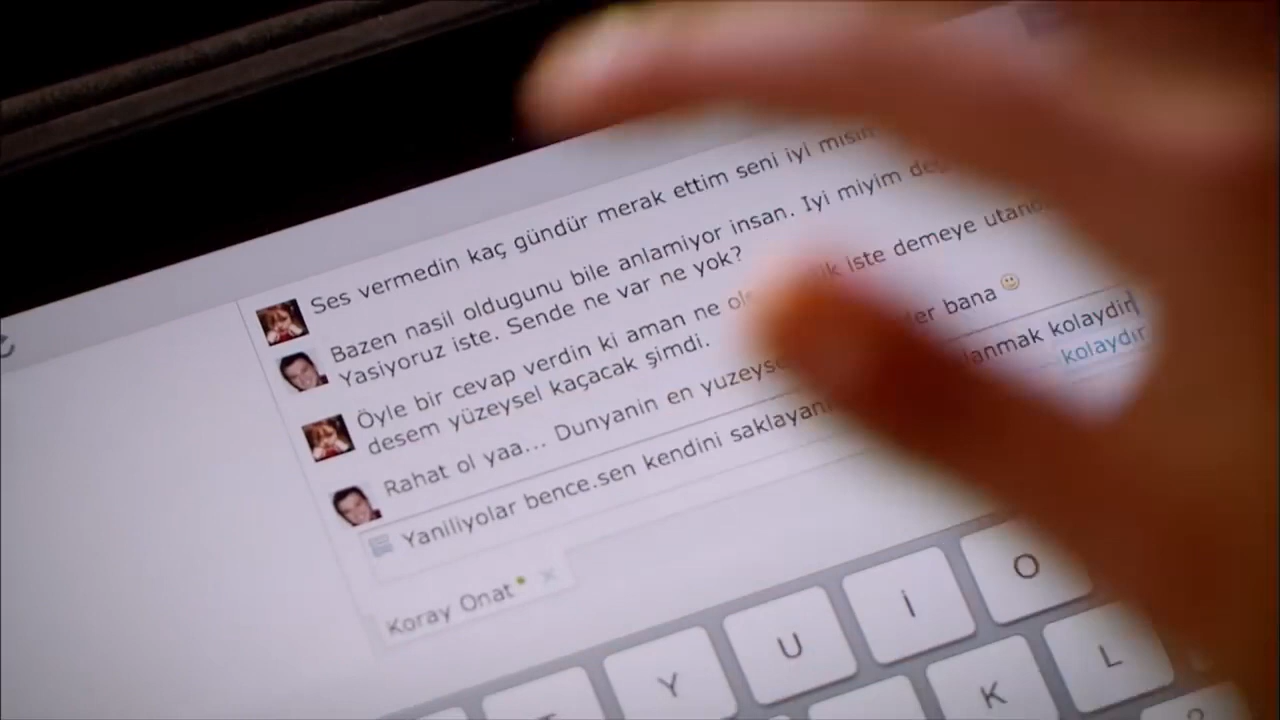 Ses vermedin kaç gündür merak ettim seni iyi
Bazen nasil oldugunu bile anlamiyor insan. Iyi miyim
Yasiyoruz iste. Sende ne var ne yok?
Öyle bir cevap verdin ki aman ne iste demeye
desem yüzeysel kaçacak şimdi.
Rahat ol yaa... Dunyanin en bana
Yaniliyolar bence.sen kendini kolaydir
kolaydır
Koray Onat
Y U İ O
K L